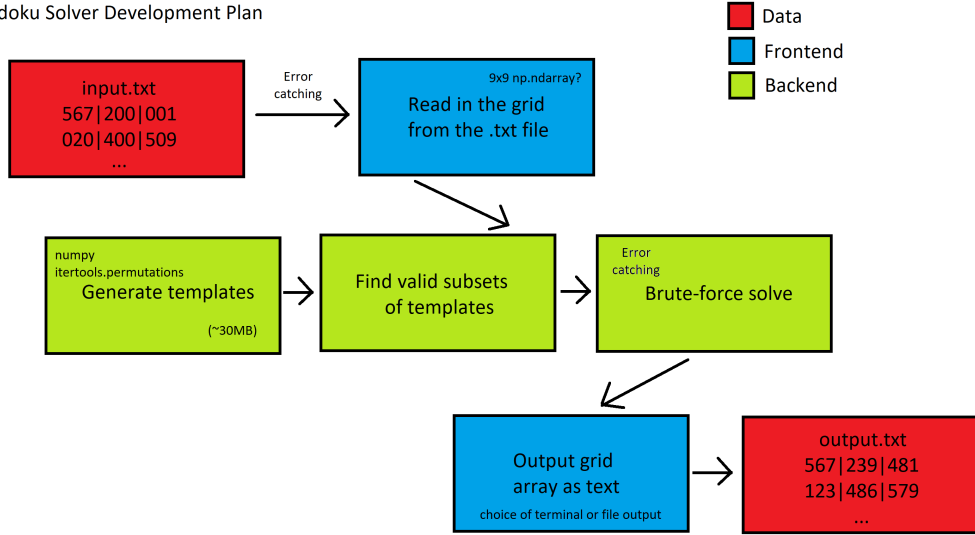 doku Solver Development Plan
Data
Frontend
Backend
input.txt
567|200|001
020|400|509
...
Error
catching
9x9 np.ndarray?
Read in the grid
from the .txt file
numpy
itertools.permutations
Generate templates
(~30MB)
Find valid subsets
of templates
Error
catching
Brute-force solve
Output grid
array as text
choice of terminal or file output
output.txt
567|239|481
123|486|579
...